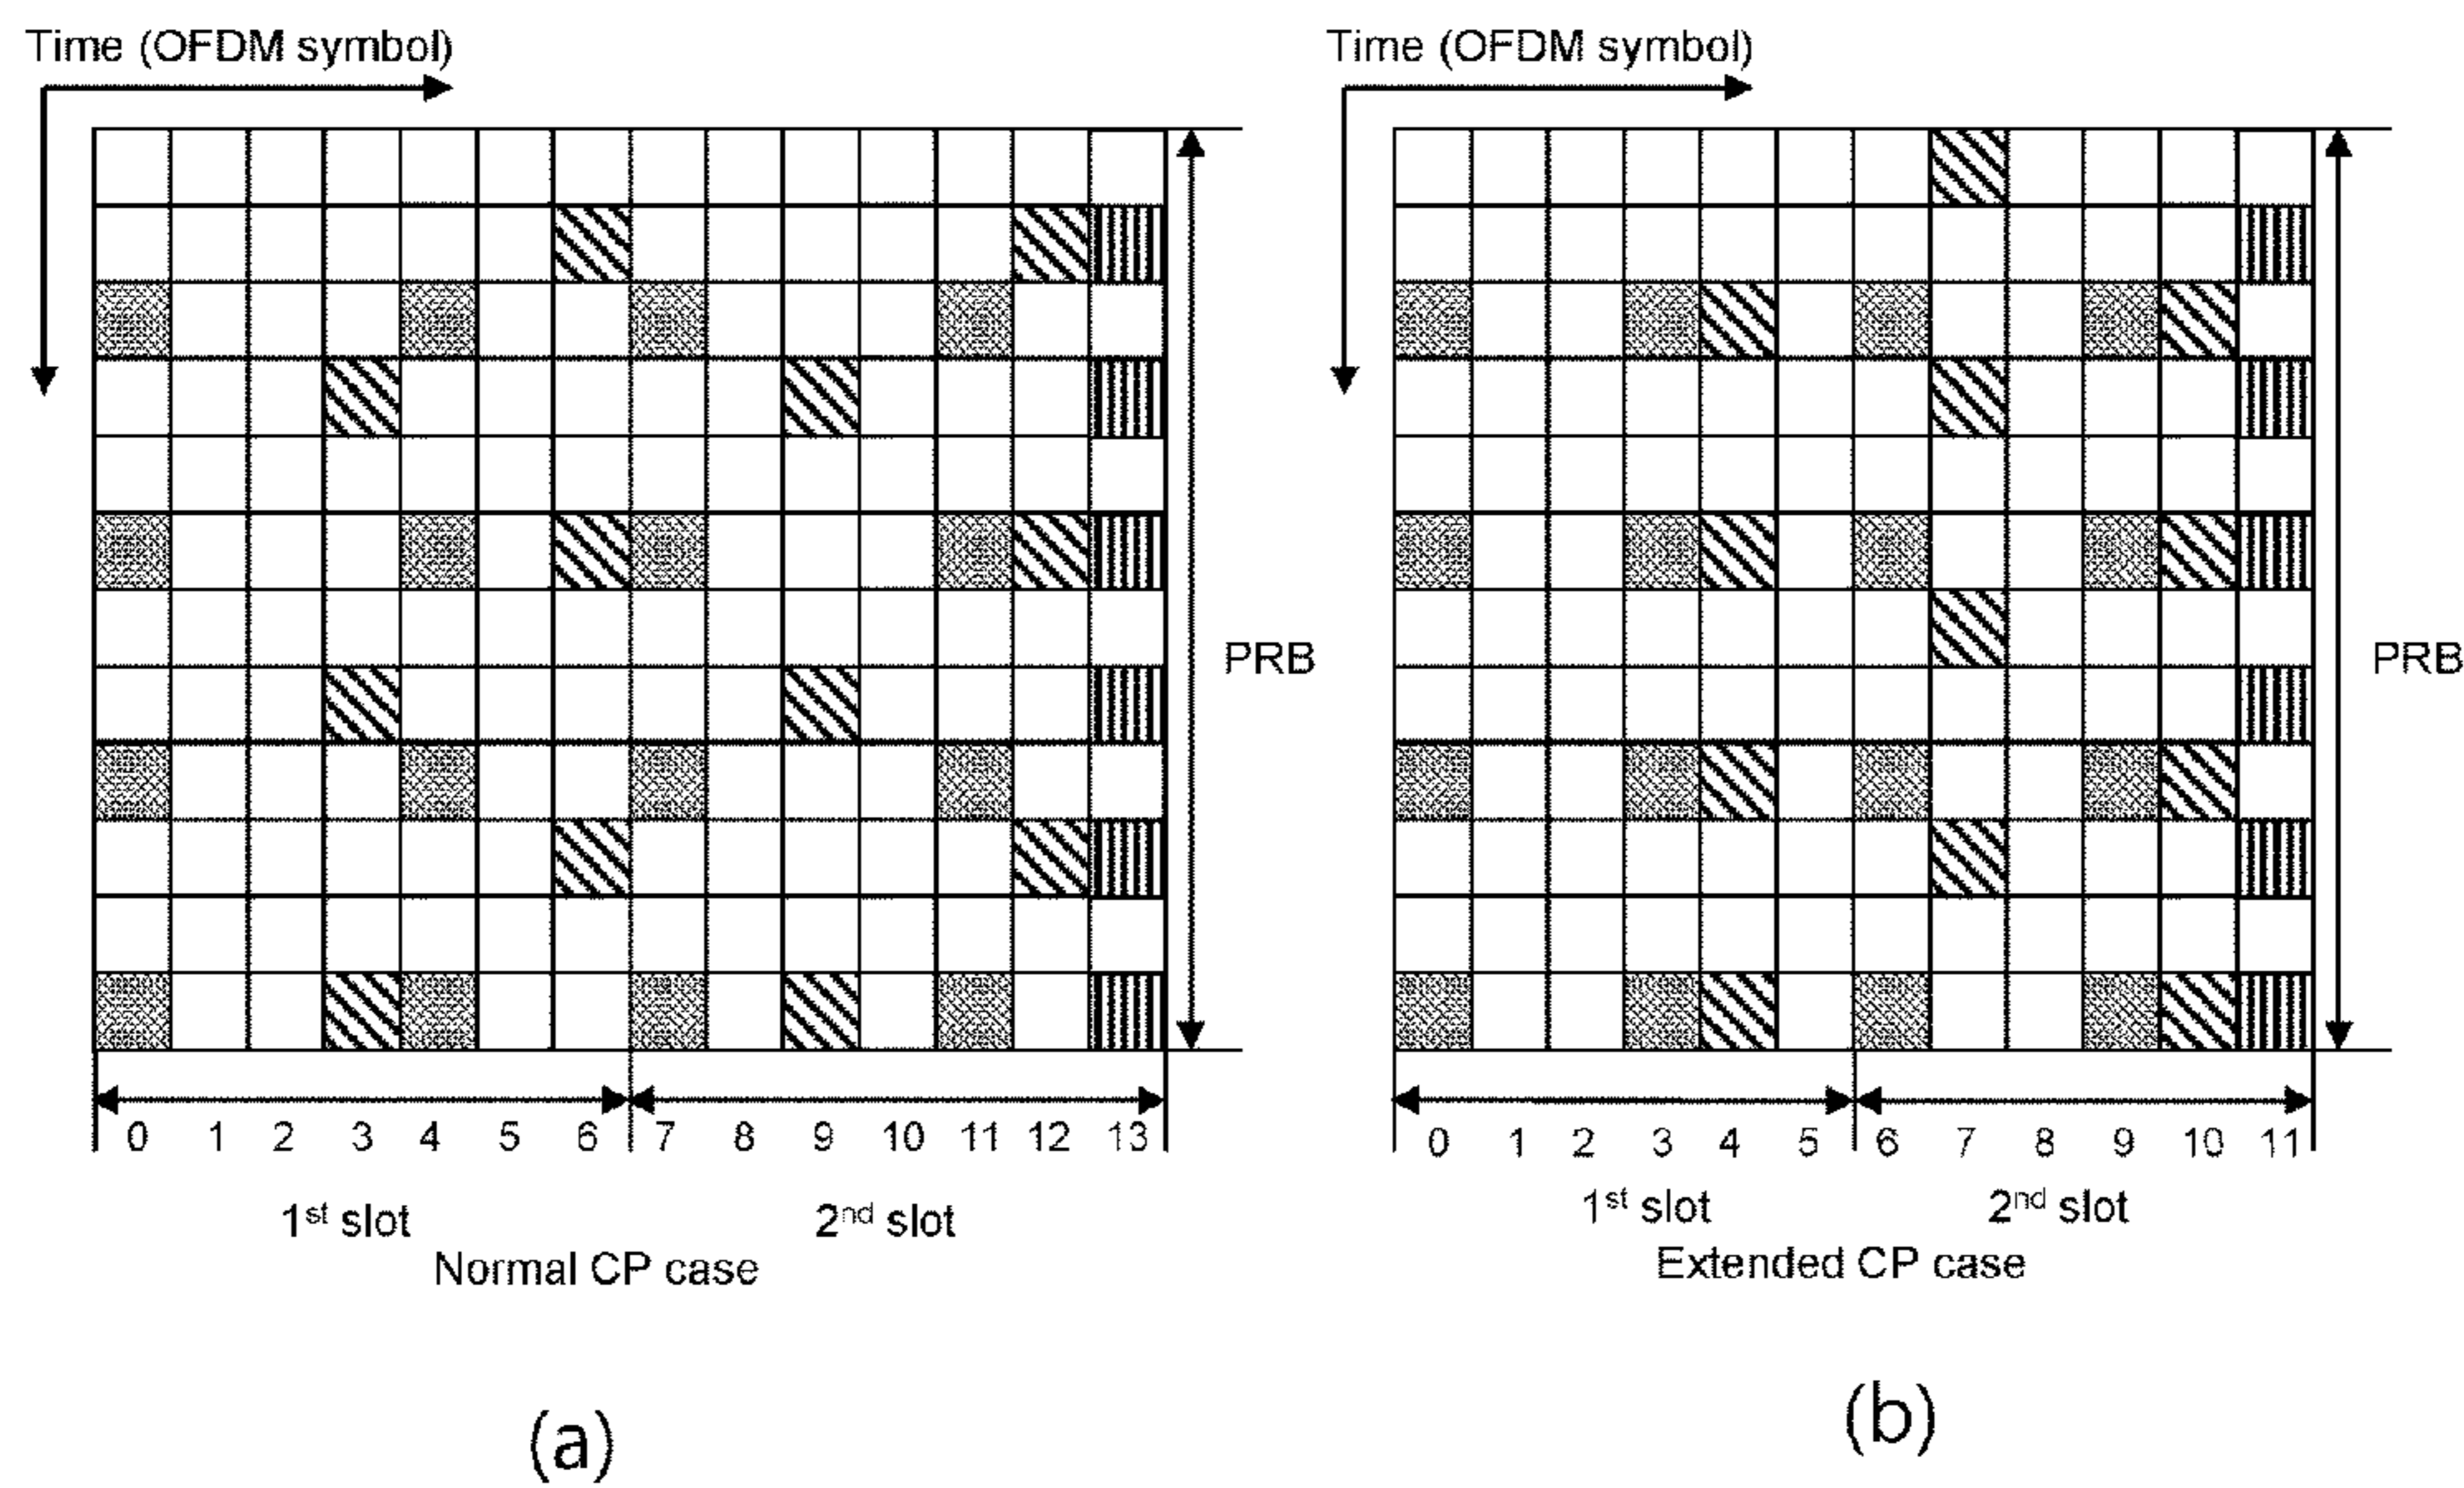 Time (OFDM symbol)
PRB
0 1 2 3 4 5 6 7 8 9 10 11 12 13
1st slot 2nd slot
Normal CP case
(a)
Time (OFDM symbol)
PRB
0 1 2 3 4 5 6 7 8 9 10 11
1st slot 2nd slot
Extended CP case
(b)